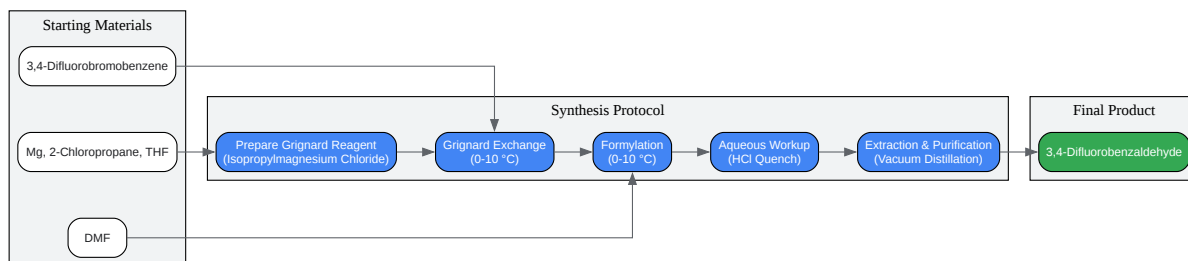 Starting Materials
3,4-Difluorobromobenzene
Mg, 2-Chloropropane, THF
DMF
Synthesis Protocol
Prepare Grignard Reagent
(Isopropylmagnesium Chloride)
Grignard Exchange
(0-10 °C)
Formylation
(0-10 °C)
Aqueous Workup
(HCl Quench)
Extraction & Purification
(Vacuum Distillation)
Final Product
3,4-Difluorobenzaldehyde